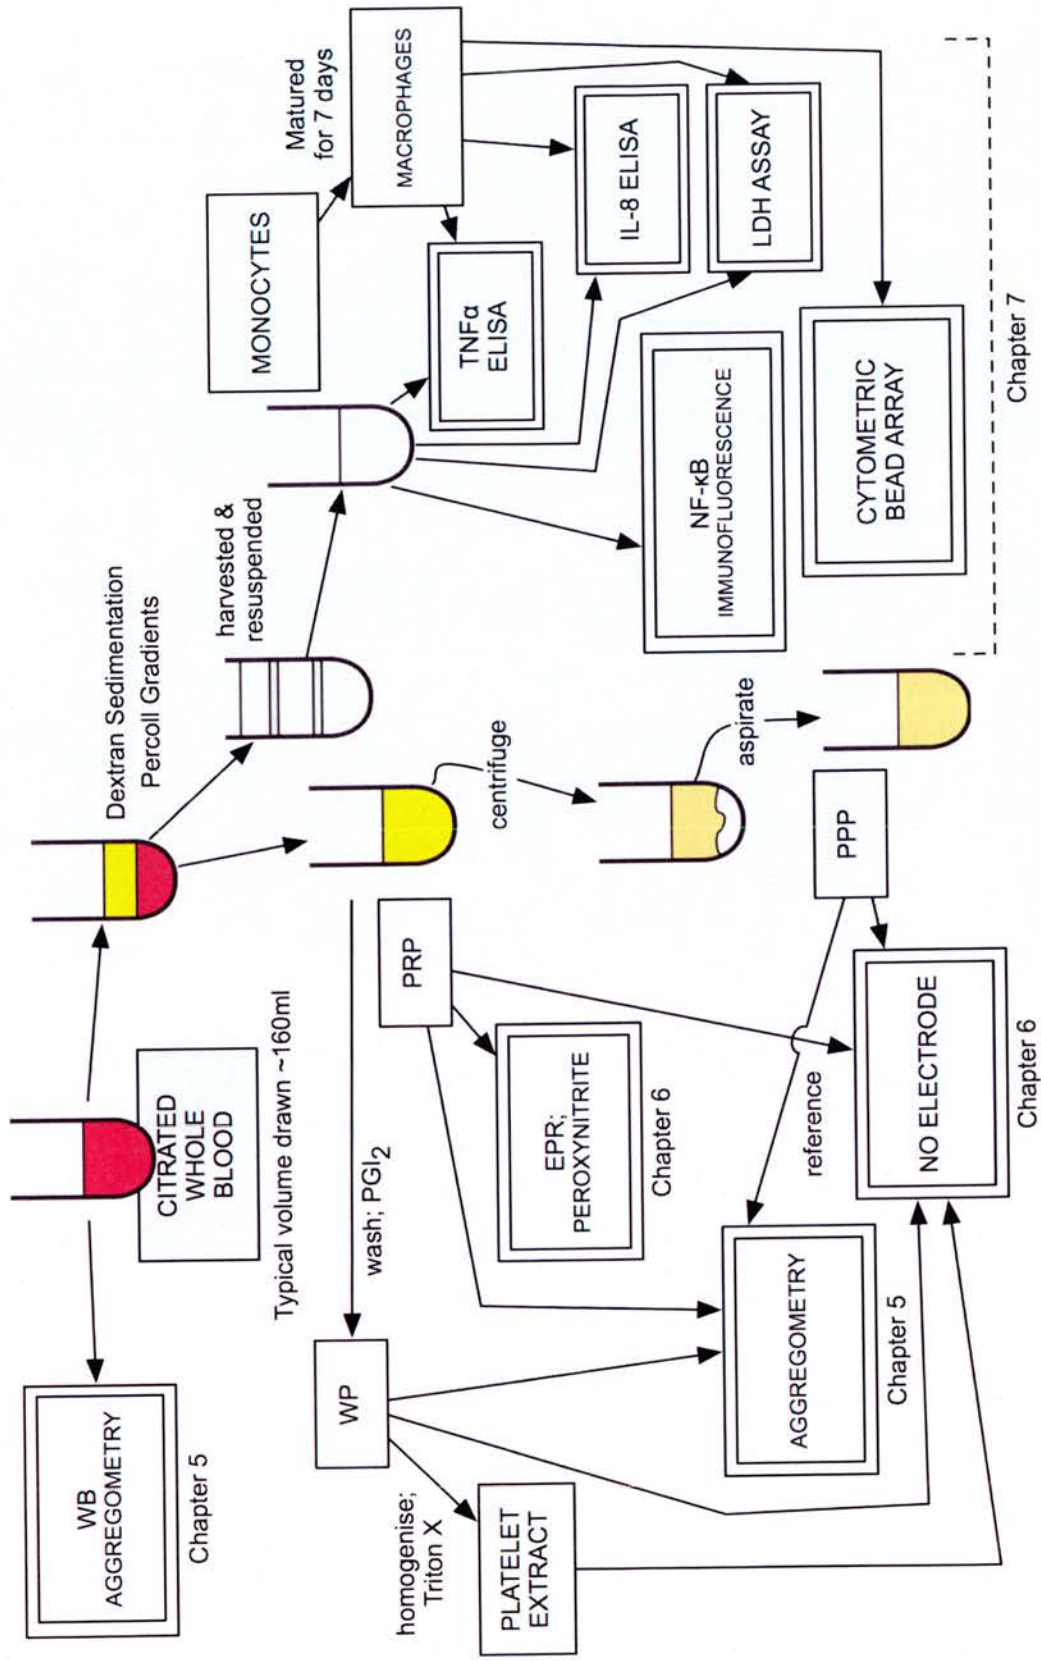 WB
AGGREGOMETRY
Chapter 5
CITRATED
WHOLE
BLOOD
Typical volume drawn ~160ml
Dextran Sedimentation
Percoll Gradients
harvested &
resuspended
MONOCYTES
Matured
for 7 days
MACROPHAGES
TNFα
ELISA
IL-8 ELISA
LDH ASSAY
NF-κB
IMMUNOFLUORESCENCE
CYTOMETRIC
BEAD ARRAY
Chapter 7
centrifuge
aspirate
wash; PGI2
WP
homogenise;
Triton X
PLATELET
EXTRACT
PRP
EPR;
PEROXYNITRITE
Chapter 6
PPP
reference
AGGREGOMETRY
Chapter 5
NO ELECTRODE
Chapter 6